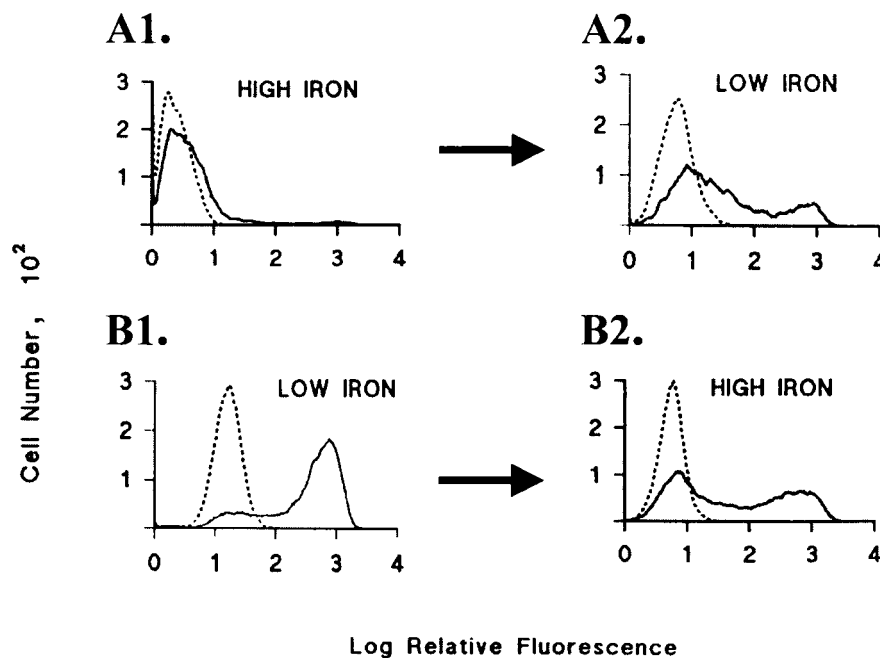 A1.
HIGH IRON
3
2
1
0 1 2 3 4
A2.
LOW IRON
3
2
1
0 1 2 3 4
B1.
LOW IRON
3
2
1
0 1 2 3 4
B2.
HIGH IRON
3
2
1
0 1 2 3 4
Cell Number, 10²
Log Relative Fluorescence